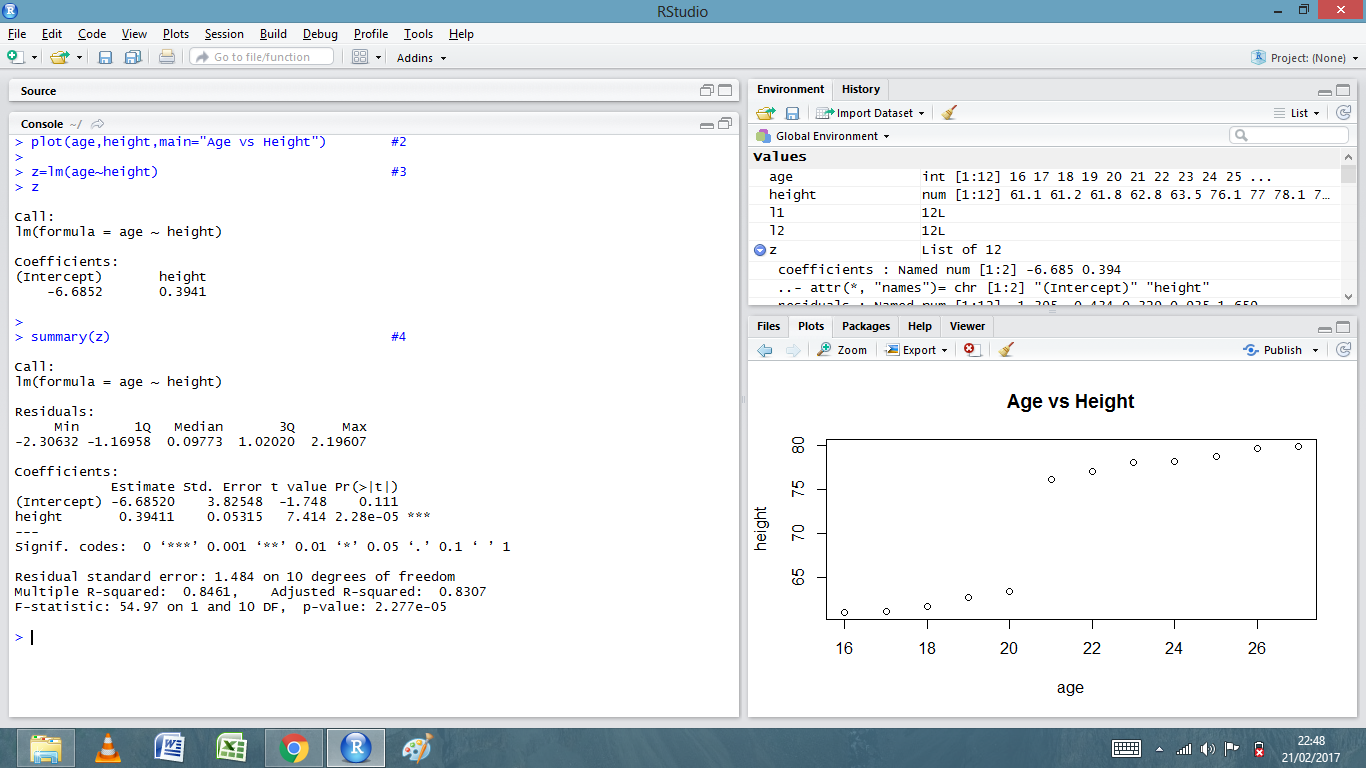 RStudio
File Edit Code View Plots Session Build Debug Profile Tools Help
Go to file/function Addins Project: (None)
Source
Console ~/
> plot(age,height,main="Age vs Height") #2
>
> z=lm(age~height) #3
> z
Call:
lm(formula = age ~ height)
Coefficients:
(Intercept) height
-6.6852 0.3941
>
> summary(z) #4
Call:
lm(formula = age ~ height)
Residuals:
Min 1Q Median 3Q Max
-2.30632 -1.16958 0.09773 1.02020 2.19607
Coefficients:
Estimate Std. Error t value Pr(>|t|)
(Intercept) -6.68520 3.82548 -1.748 0.111
height 0.39411 0.05315 7.414 2.28e-05 ***
---
Signif. codes: 0 ‘***’ 0.001 ‘**’ 0.01 ‘*’ 0.05 ‘.’ 0.1 ‘ ’ 1
Residual standard error: 1.484 on 10 degrees of freedom
Multiple R-squared: 0.8461, Adjusted R-squared: 0.8307
F-statistic: 54.97 on 1 and 10 DF, p-value: 2.277e-05
>
Environment History
Import Dataset List
Global Environment
Values
age int [1:12] 16 17 18 19 20 21 22 23 24 25 ...
height num [1:12] 61.1 61.2 61.8 62.8 63.5 76.1 77 78.1 7…
l1 12L
l2 12L
z List of 12
coefficients : Named num [1:2] -6.685 0.394
..- attr(*, "names")= chr [1:2] "(Intercept)" "height"
residuals : Named num [1:12]
Files Plots Packages Help Viewer
Zoom Export Publish
Age vs Height
height
80
75
70
65
16 18 20 22 24 26
age
22:48
21/02/2017